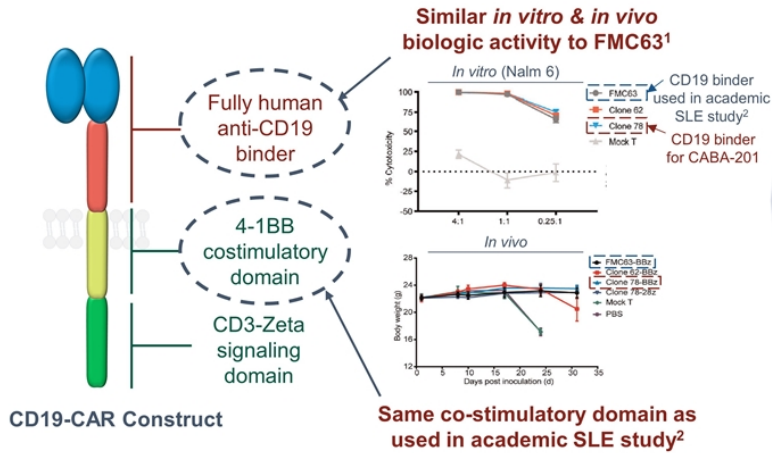 Similar in vitro & in vivo
biologic activity to FMC63¹
Fully human
anti-CD19
binder
4-1BB
costimulatory
domain
CD3-Zeta
signaling
domain
CD19-CAR Construct
In vitro (Nalm 6)
% Cytotoxicity
100
75
50
25
0
-25
-50
4:1
1:1
0.25:1
FMC63
Clone 62
Clone 78
Mock T
CD19 binder
used in academic
SLE study²
CD19 binder
for CABA-201
In vivo
Body weight (g)
28
24
20
16
12
0 5 10 15 20 25 30 35
Days post inoculation (d)
FMC63-BBz
Clone 62-BBz
Clone 78-BBz
Clone 78-28z
Mock T
PBS
Same co-stimulatory domain as
used in academic SLE study²